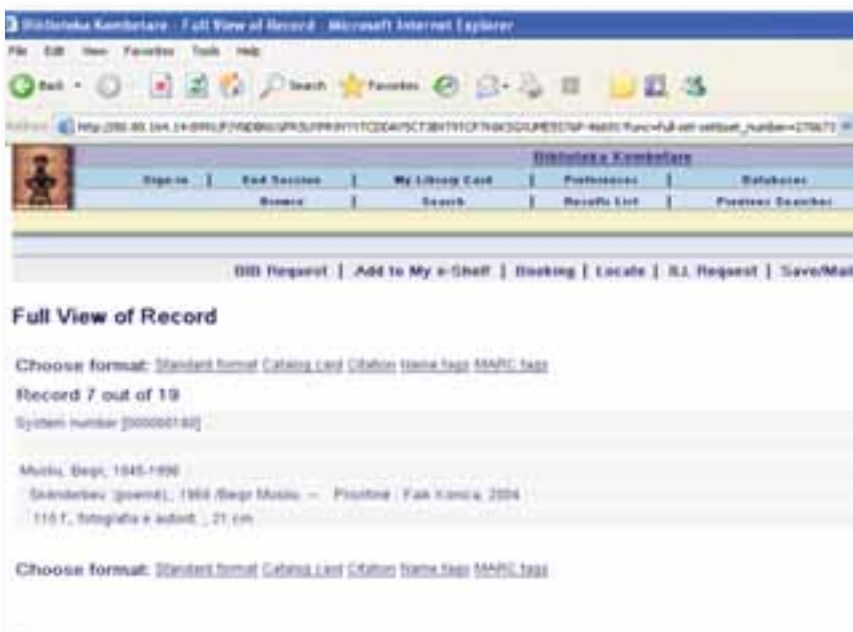 Biblioteka Kombetare - Full View of Record - Microsoft Internet Explorer
File Edit View Favorites Tools Help
Back Search Favorites
Biblioteka Kombetare
Sign-in | End Session | My Library Card | Preferences | Databases
Browse | Search | Results List | Previous Searches
BIB Request | Add to My e-Shelf | Booking | Locate | ILL Request | Save/Mail
Full View of Record
Choose format: Standard format Catalog card Citation Name tags MARC tags
Record 7 out of 19
System number
Musliu, Beqir, 1945-1996
Skënderbeu (poemë), /Beqir Musliu. -- Prishtinë : Faik Konica, 2004
110 f., fotografia e autorit. ; 21 cm
Choose format: Standard format Catalog card Citation Name tags MARC tags